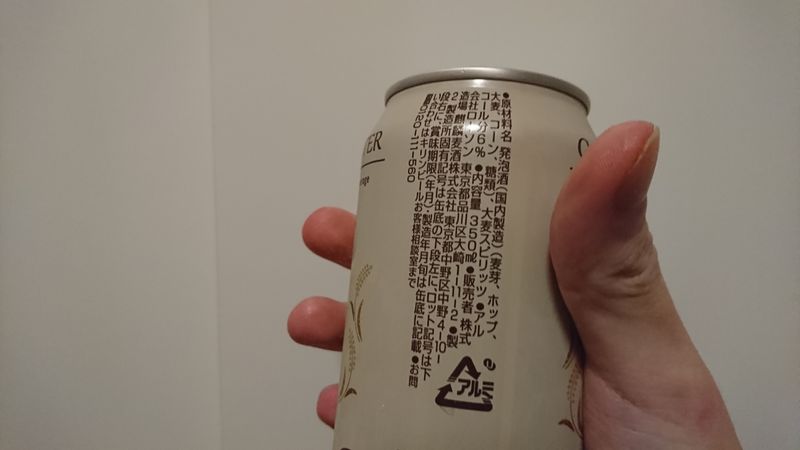 ●原材料名 発泡酒(国内製造)(麦芽、ホップ、
大麦、コーン、糖類)、大麦スピリッツ ●アル
コール分6% ●内容量 350㎖ ●販売者 株式
会社ローソン 東京都品川区大崎1-11-2 ●製
造場 麒麟麦酒株式会社 東京都中野区中野4-10-
2 製造所固有記号は缶底の下段左に、ロット記号は下
段右に、賞味期限(年月)・製造年月旬は缶底に記載 ●お問
い合わせはキリンビールお客様相談室まで
0120-111-560
アルミ